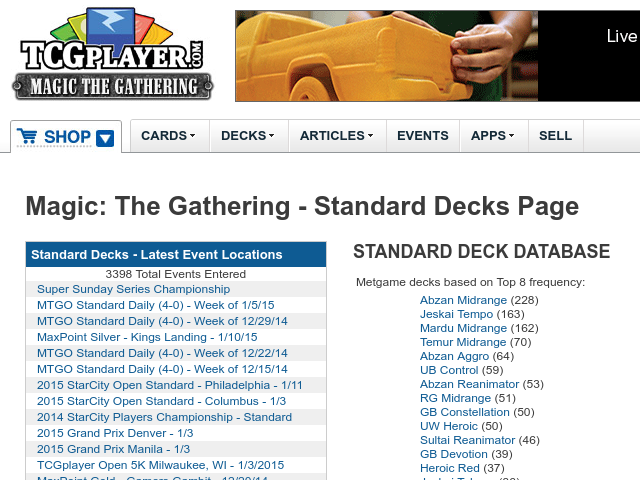 TCGPLAYER.COM
MAGIC THE GATHERING
Live
SHOP
CARDS
DECKS
ARTICLES
EVENTS
APPS
SELL
Magic: The Gathering - Standard Decks Page
Standard Decks - Latest Event Locations
3398 Total Events Entered
Super Sunday Series Championship
MTGO Standard Daily (4-0) - Week of 1/5/15
MTGO Standard Daily (4-0) - Week of 12/29/14
MaxPoint Silver - Kings Landing - 1/10/15
MTGO Standard Daily (4-0) - Week of 12/22/14
MTGO Standard Daily (4-0) - Week of 12/15/14
2015 StarCity Open Standard - Philadelphia - 1/11
2015 StarCity Open Standard - Columbus - 1/3
2014 StarCity Players Championship - Standard
2015 Grand Prix Denver - 1/3
2015 Grand Prix Manila - 1/3
TCGplayer Open 5K Milwaukee, WI - 1/3/2015
STANDARD DECK DATABASE
Metgame decks based on Top 8 frequency:
Abzan Midrange (228)
Jeskai Tempo (163)
Mardu Midrange (162)
Temur Midrange (70)
Abzan Aggro (64)
UB Control (59)
Abzan Reanimator (53)
RG Midrange (51)
GB Constellation (50)
UW Heroic (50)
Sultai Reanimator (46)
GB Devotion (39)
Heroic Red (37)